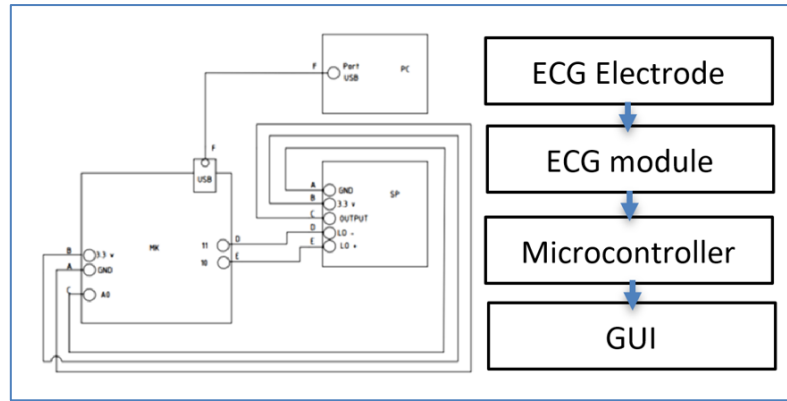 F
Port
USB
PC
F
USB
MK
B
3.3 v
A
GND
C
A0
11
D
10
E
SP
A
GND
B
3.3 v
C
OUTPUT
D
LO -
E
LO +
ECG Electrode
ECG module
Microcontroller
GUI